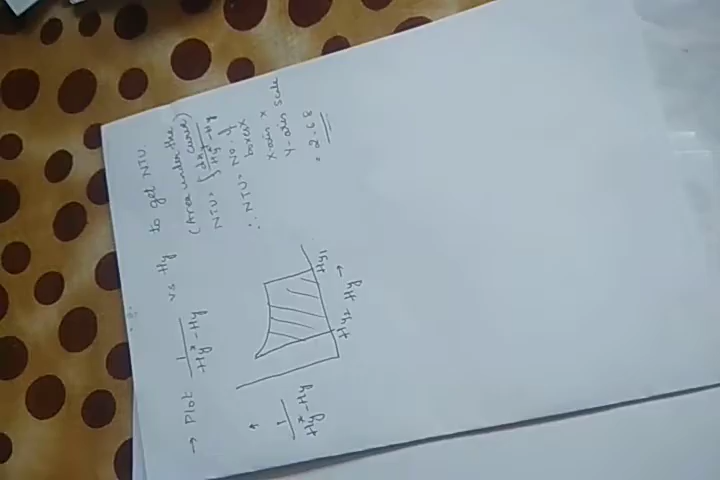 → Plot 1/(Hy* - Hy) vs Hy to get NTU.
(Area under the curve)
NTU = ∫ dHy/(Hy* - Hy)
∴ NTU = No. of boxes x
x-axis x
y-axis scale
= 2.63
1/(Hy* - Hy)
↑
Hy2 Hy1
Hy →